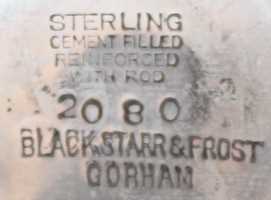 STERLING
CEMENT FILLED
REINFORCED
WITH ROD
2080
BLACK, STARR & FROST
GORHAM